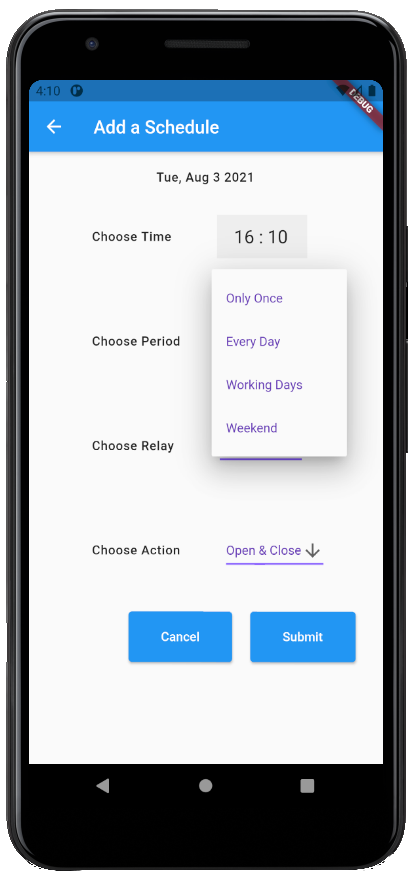 4:10
DEBUG
Add a Schedule
Tue, Aug 3 2021
Choose Time
16 : 10
Only Once
Choose Period
Every Day
Working Days
Weekend
Choose Relay
Choose Action
Open & Close
Cancel
Submit